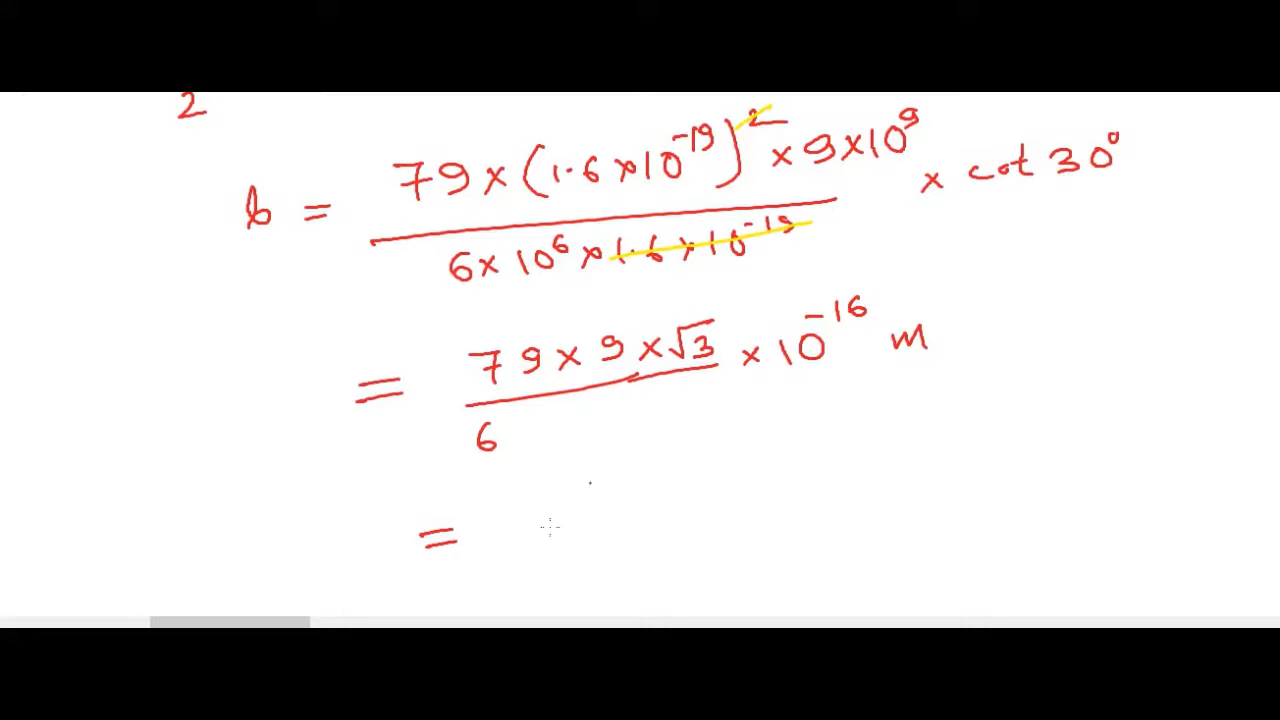 2
b = 79 × (1.6 × 10^-19)^2 × 9 × 10^9 / 6 × 10^6 × 1.6 × 10^-19 × cot 30°
= 79 × 9 × √3 / 6 × 10^-16 m
=